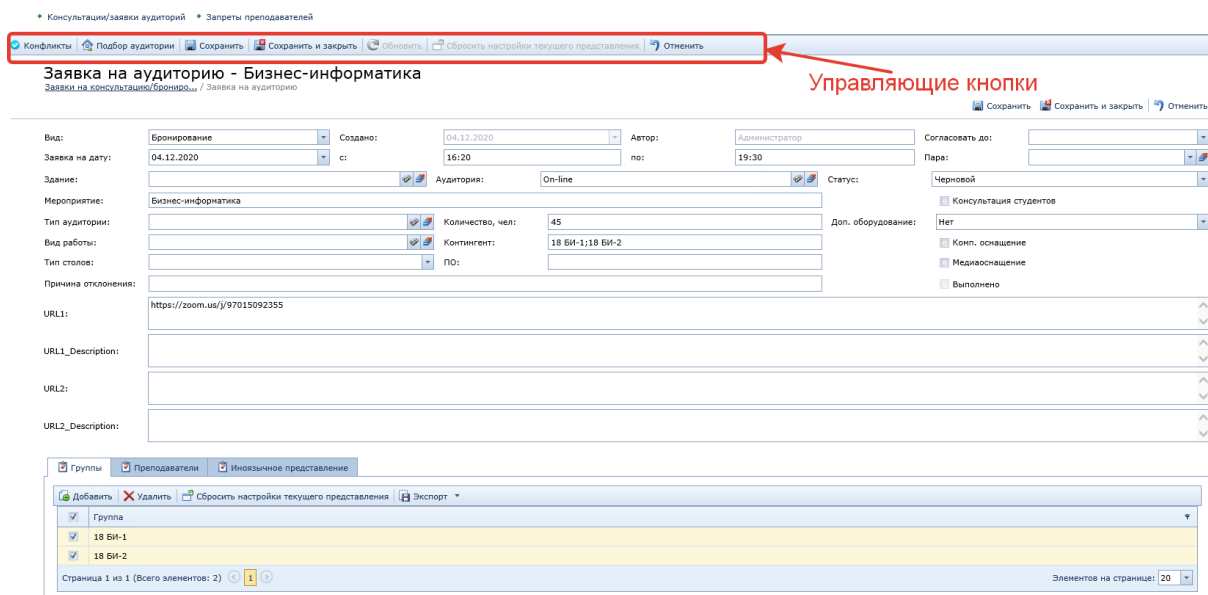 Консультации/заявки аудиторий Запреты преподавателей
Конфликты Подбор аудитории Сохранить Сохранить и закрыть Обновить Сбросить настройки текущего представления Отменить
Заявка на аудиторию - Бизнес-информатика
Управляющие кнопки
Заявки на консультацию/брониро... / Заявка на аудиторию
Сохранить Сохранить и закрыть Отменить
Вид: Бронирование Создано: 04.12.2020 Автор: Администратор Согласовать до:
Заявка на дату: 04.12.2020 с: 16:20 по: 19:30 Пара:
Здание: Аудитория: On-line Статус: Черновой
Мероприятие: Бизнес-информатика Консультация студентов
Тип аудитории: Количество, чел: 45 Доп. оборудование: Нет
Вид работы: Контингент: 18 БИ-1;18 БИ-2 Комп. оснащение
Тип столов: ПО: Медиаоснащение
Причина отклонения: Выполнено
URL1: https://zoom.us/j/97015092355
URL1_Description:
URL2:
URL2_Description:
Группы Преподаватели Иноязычное представление
Добавить Удалить Сбросить настройки текущего представления Экспорт
Группа
18 БИ-1
18 БИ-2
Страница 1 из 1 (Всего элементов: 2) 1 Элементов на странице: 20